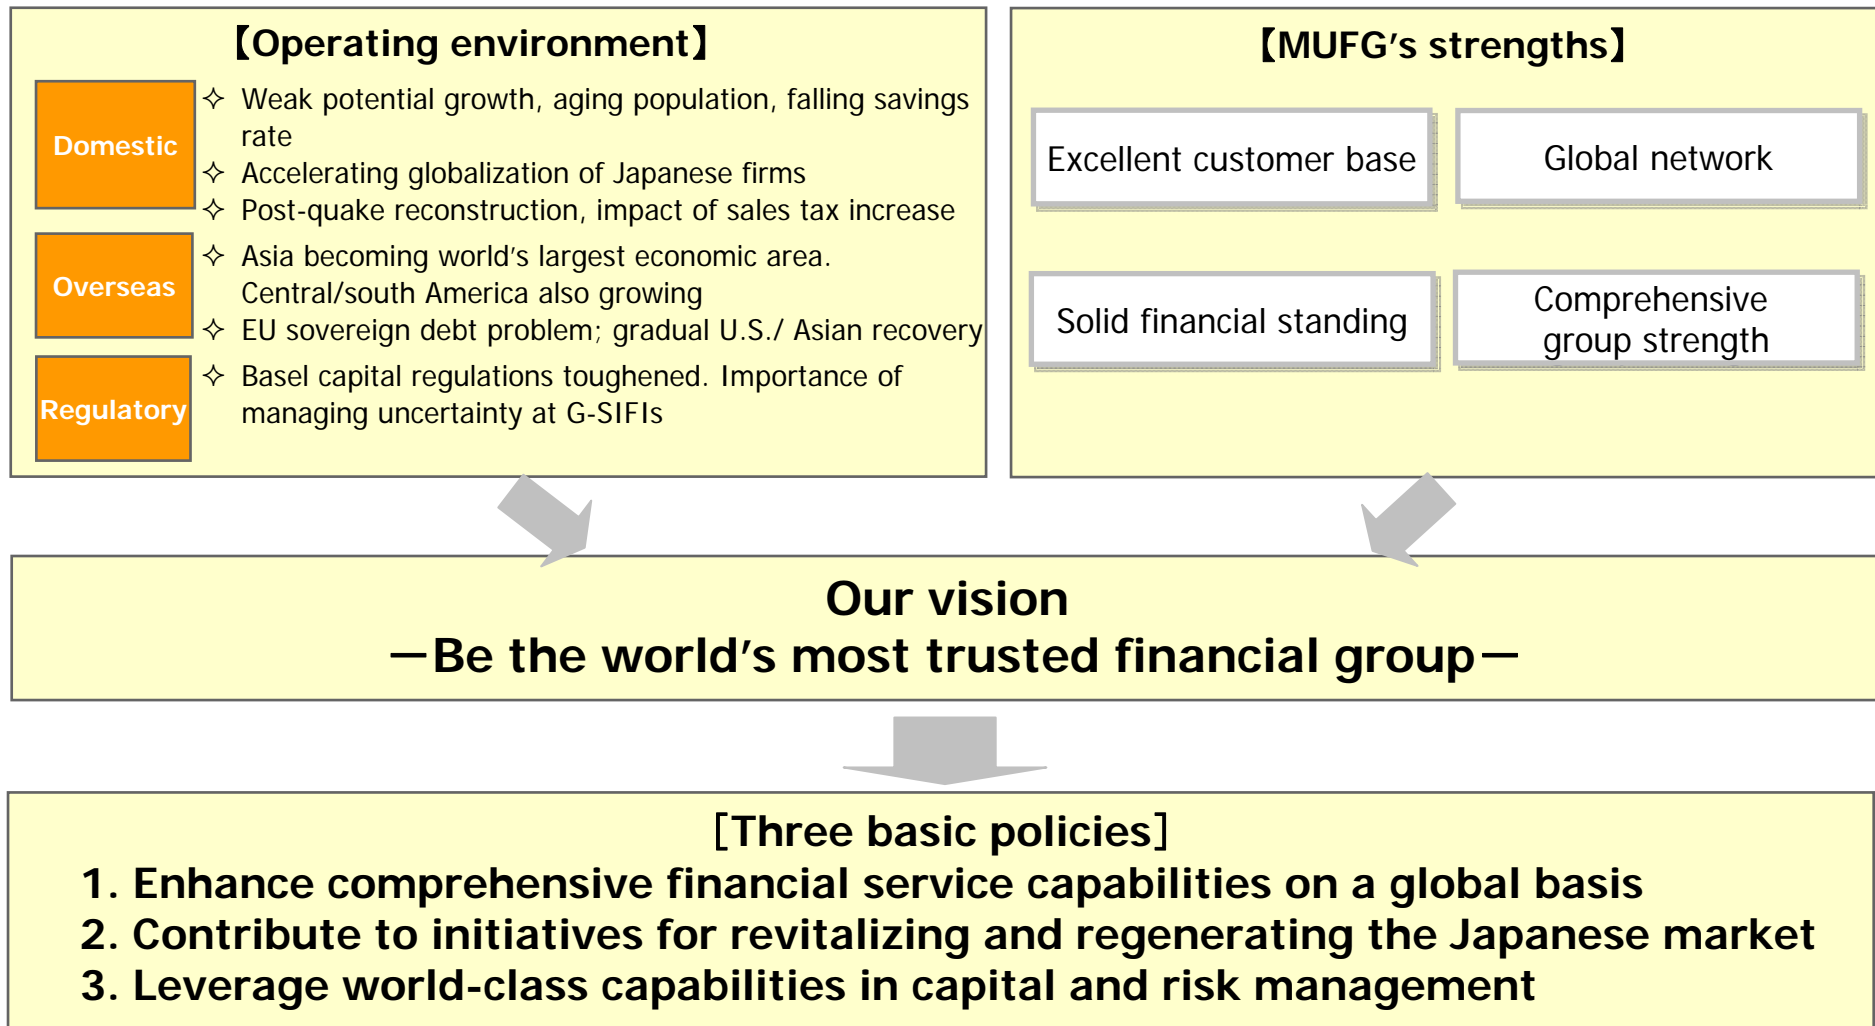 【Operating environment】
Domestic
✧ Weak potential growth, aging population, falling savings
rate
✧ Accelerating globalization of Japanese firms
✧ Post-quake reconstruction, impact of sales tax increase
Overseas
✧ Asia becoming world's largest economic area.
Central/south America also growing
✧ EU sovereign debt problem; gradual U.S./ Asian recovery
Regulatory
✧ Basel capital regulations toughened. Importance of
managing uncertainty at G-SIFIs
【MUFG's strengths】
Excellent customer base
Global network
Solid financial standing
Comprehensive
group strength
Our vision
－Be the world's most trusted financial group－
[Three basic policies]
1. Enhance comprehensive financial service capabilities on a global basis
2. Contribute to initiatives for revitalizing and regenerating the Japanese market
3. Leverage world-class capabilities in capital and risk management